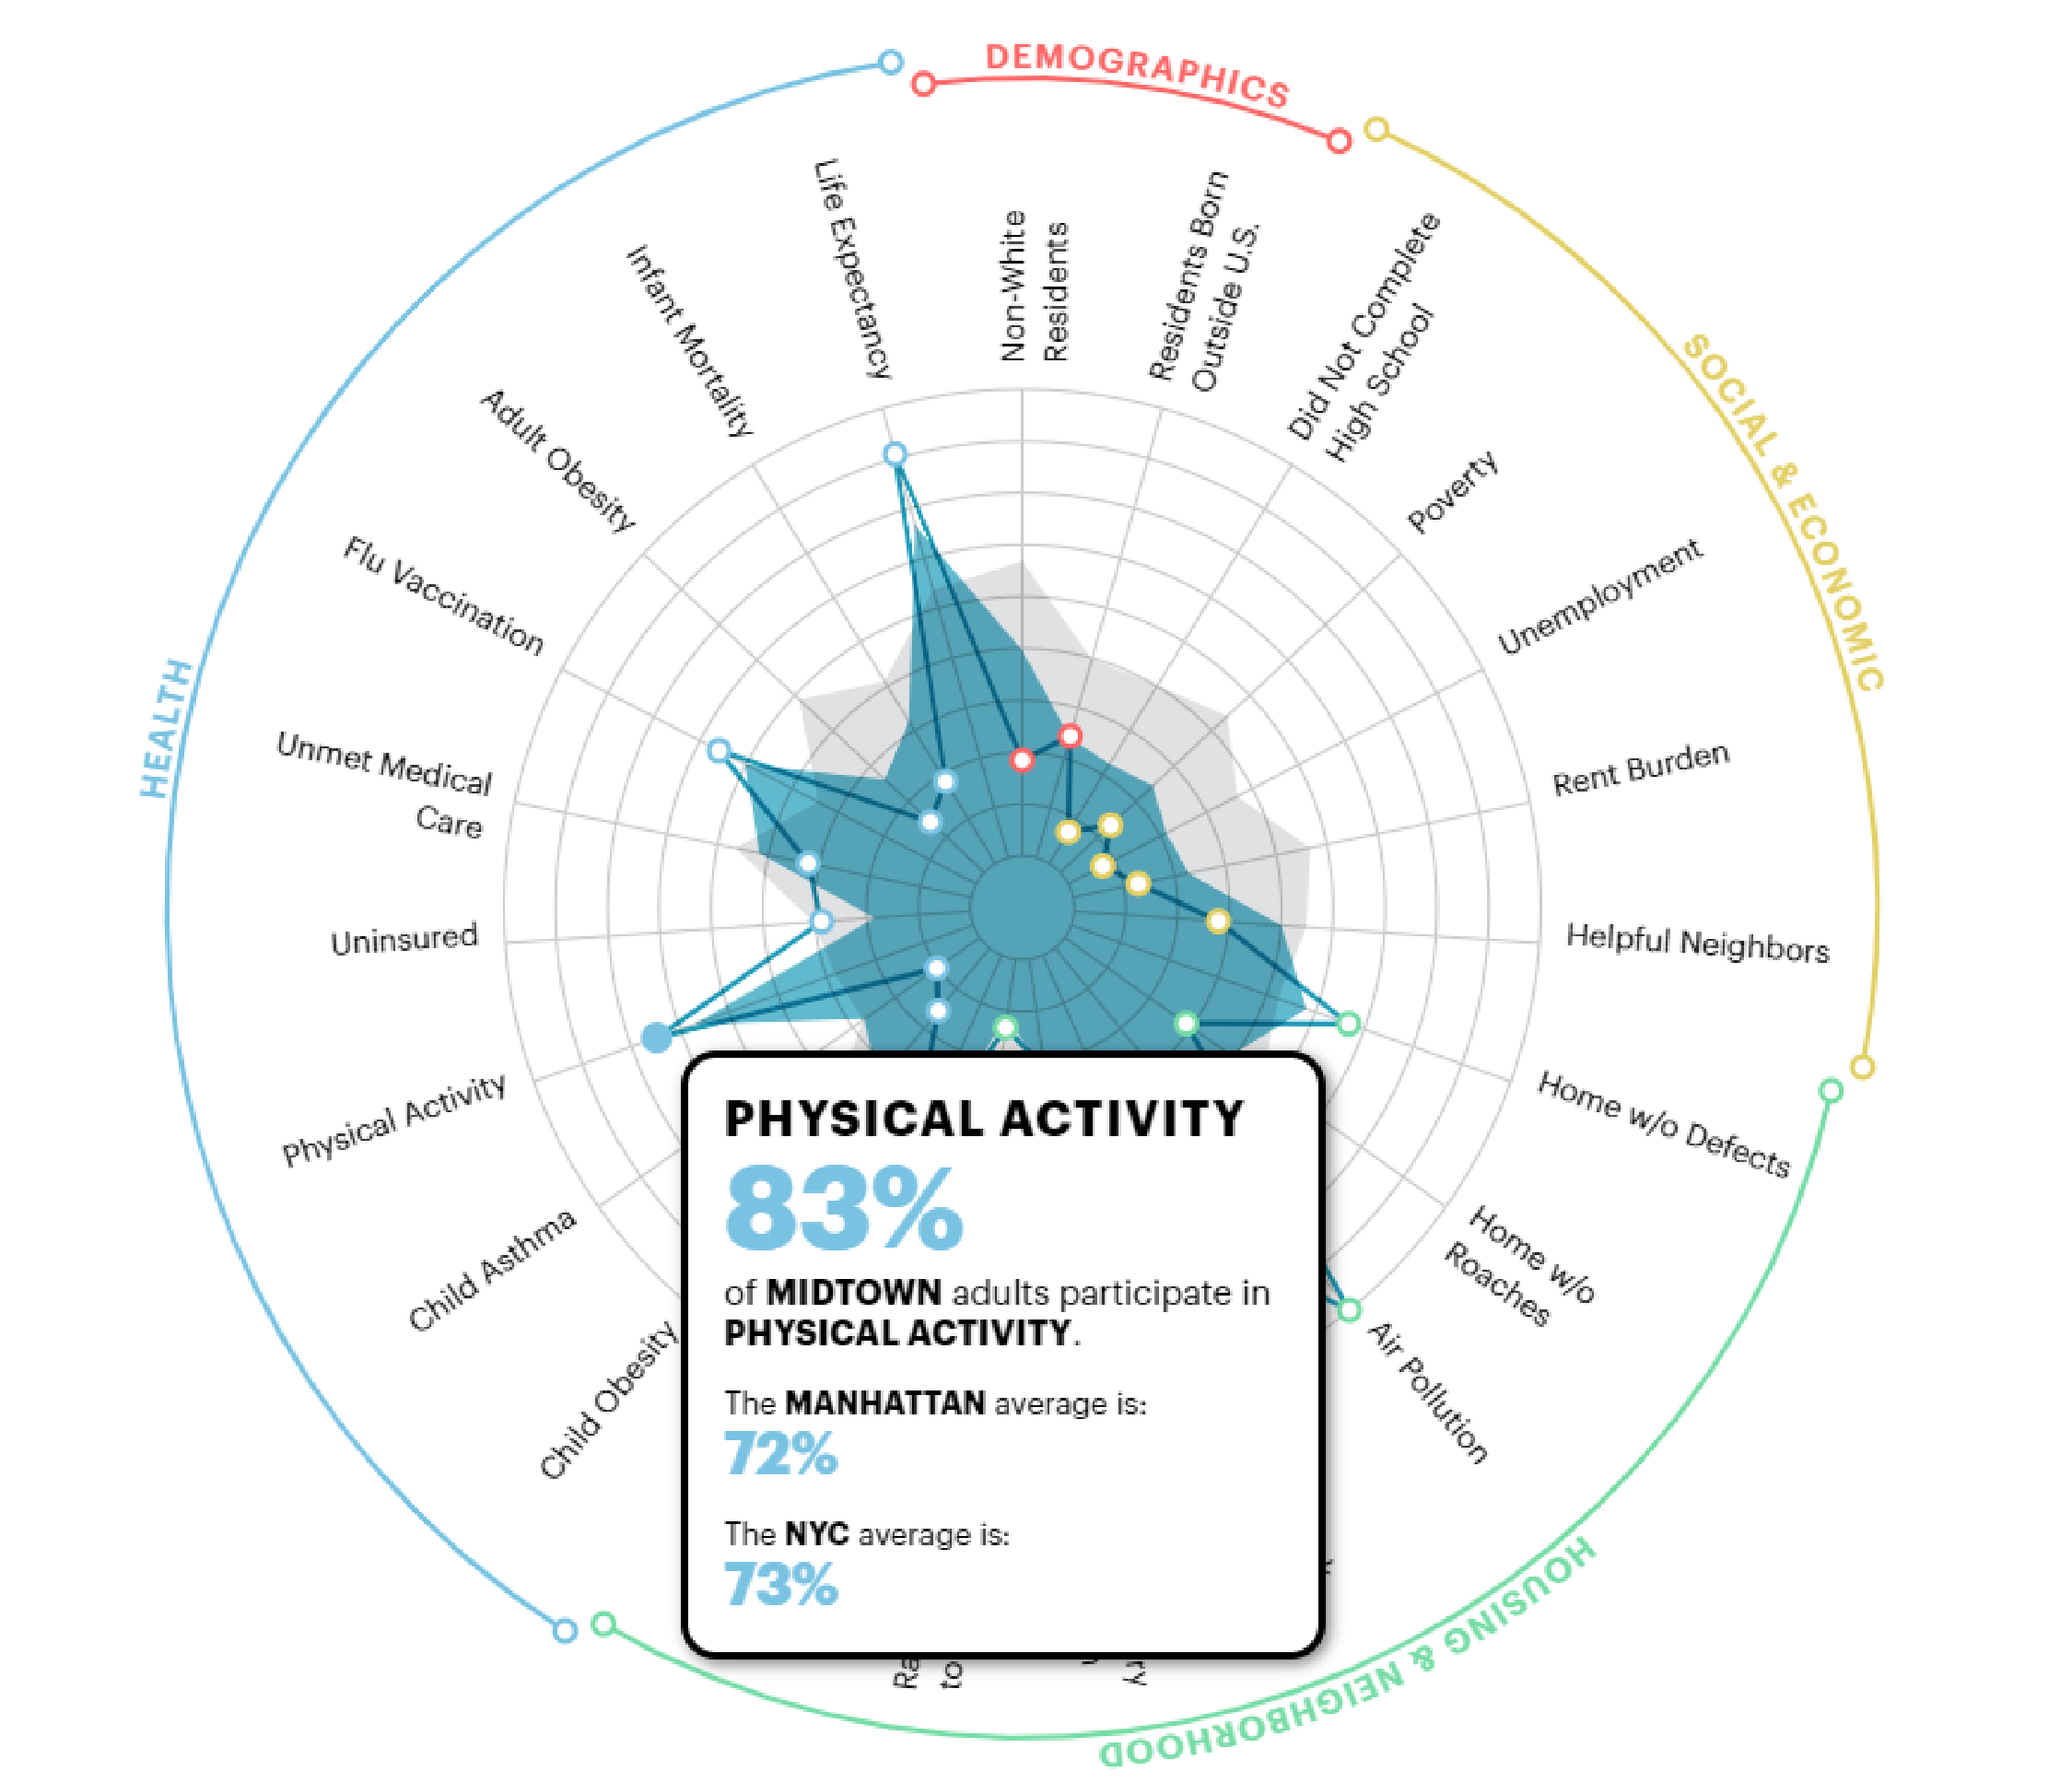 DEMOGRAPHICS
SOCIAL & ECONOMIC
HOUSING & NEIGHBORHOOD
HEALTH
Non-White
Residents
Residents Born
Outside U.S.
Did Not Complete
High School
Poverty
Unemployment
Rent Burden
Helpful Neighbors
Home w/o Defects
Home w/o
Roaches
Air Pollution
Child Obesity
Child Asthma
Physical Activity
Uninsured
Unmet Medical
Care
Flu Vaccination
Adult Obesity
Infant Mortality
Life Expectancy
PHYSICAL ACTIVITY
83%
of MIDTOWN adults participate in
PHYSICAL ACTIVITY.
The MANHATTAN average is:
72%
The NYC average is:
73%
Ra
to
ry